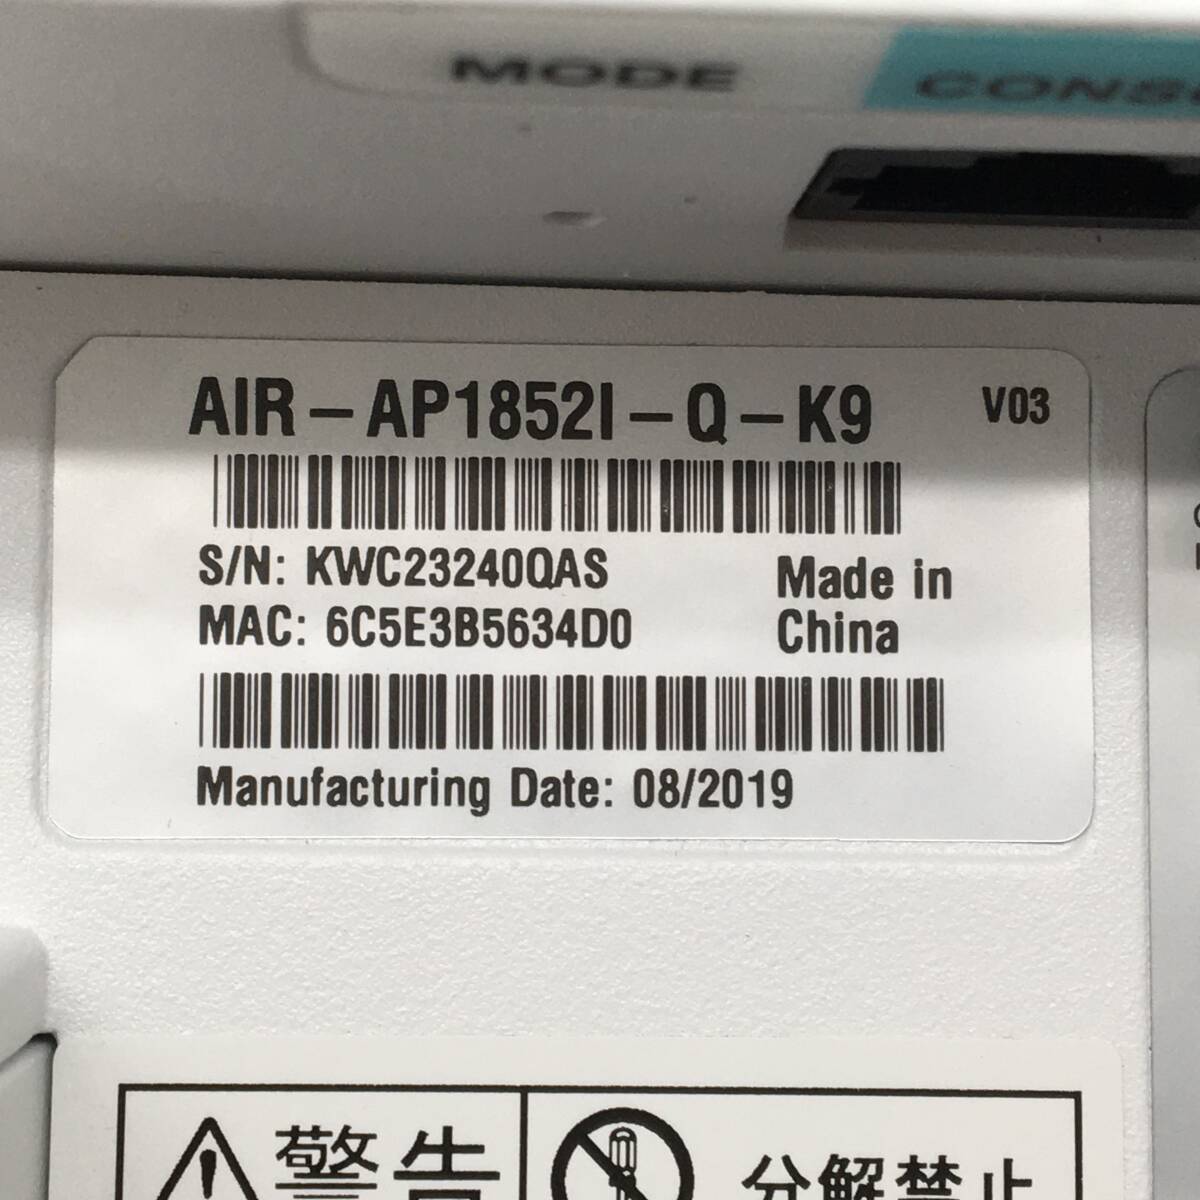 MODE
AIR-AP1852I-Q-K9 V03
S/N: KWC23240QAS
MAC: 6C5E3B5634D0
Made in
China
Manufacturing Date: 08/2019
警告
分解禁止